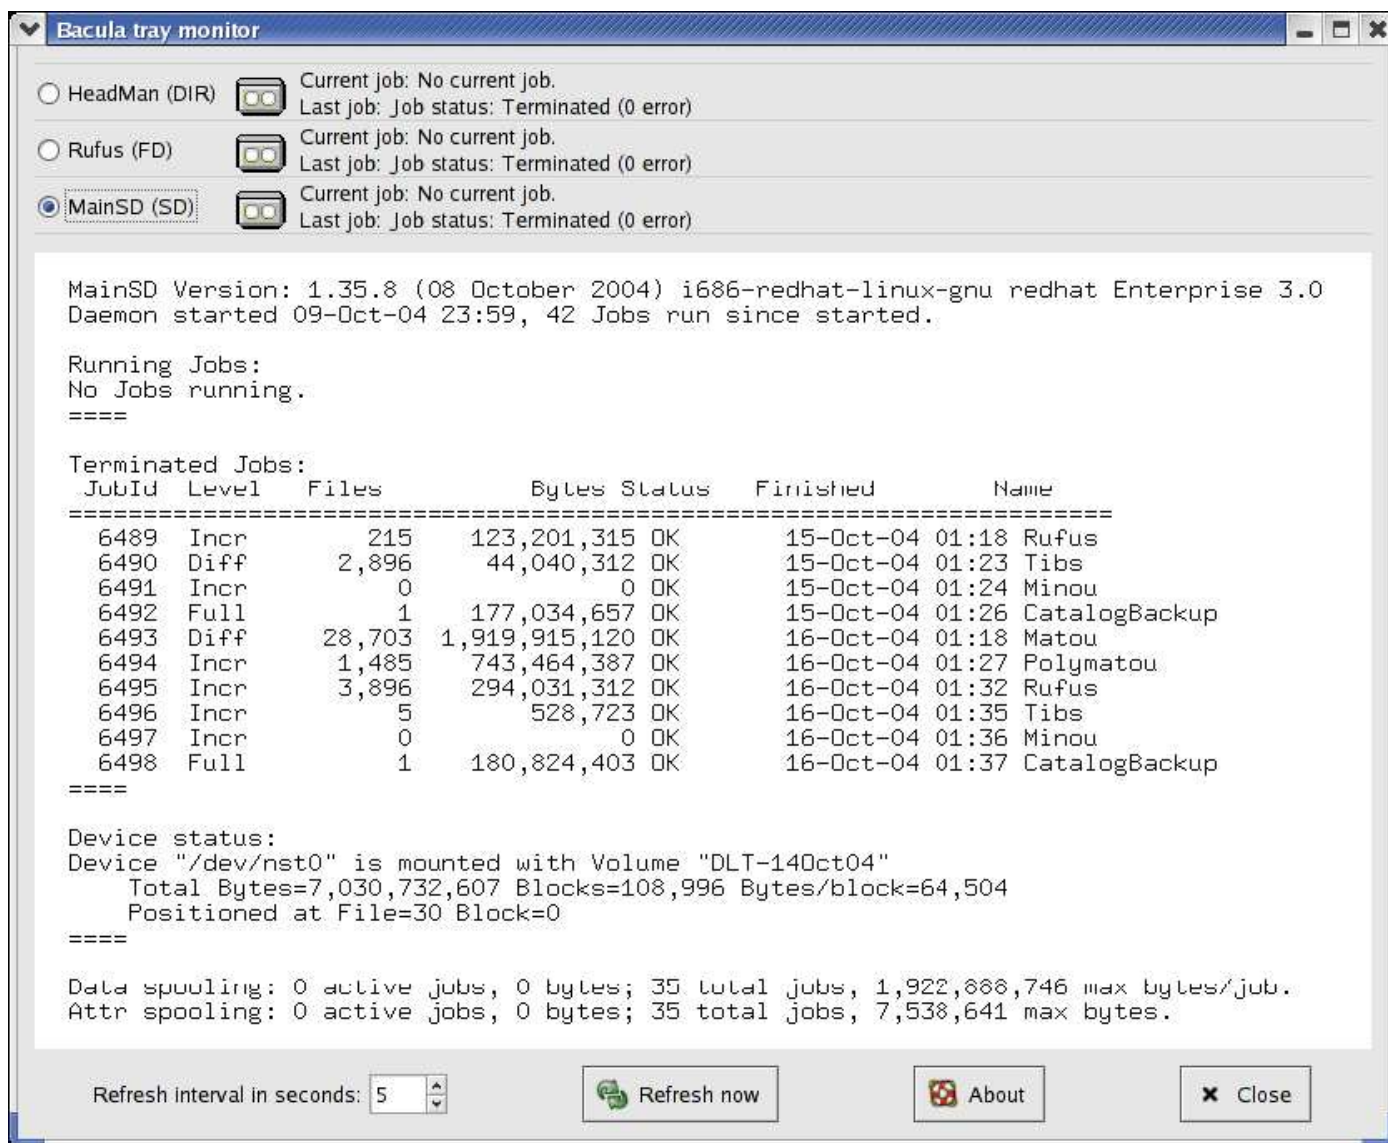 Bacula tray monitor
HeadMan (DIR)
Current job: No current job.
Last job: Job status: Terminated (0 error)
Rufus (FD)
Current job: No current job.
Last job: Job status: Terminated (0 error)
MainSD (SD)
Current job: No current job.
Last job: Job status: Terminated (0 error)
MainSD Version: 1.35.8 (08 October 2004) i686-redhat-linux-gnu redhat Enterprise 3.0
Daemon started 09-Oct-04 23:59, 42 Jobs run since started.
Running Jobs:
No Jobs running.
====
Terminated Jobs:
JobId Level Files Bytes Status Finished Name
======================================================================
6489 Incr 215 123,201,315 OK 15-Oct-04 01:18 Rufus
6490 Diff 2,896 44,040,312 OK 15-Oct-04 01:23 Tibs
6491 Incr 0 0 OK 15-Oct-04 01:24 Minou
6492 Full 1 177,034,657 OK 15-Oct-04 01:26 CatalogBackup
6493 Diff 28,703 1,919,915,120 OK 16-Oct-04 01:18 Matou
6494 Incr 1,485 743,464,387 OK 16-Oct-04 01:27 Polymatou
6495 Incr 3,896 294,031,312 OK 16-Oct-04 01:32 Rufus
6496 Incr 5 528,723 OK 16-Oct-04 01:35 Tibs
6497 Incr 0 0 OK 16-Oct-04 01:36 Minou
6498 Full 1 180,824,403 OK 16-Oct-04 01:37 CatalogBackup
====
Device status:
Device "/dev/nst0" is mounted with Volume "DLT-14Oct04"
Total Bytes=7,030,732,607 Blocks=108,996 Bytes/block=64,504
Positioned at File=30 Block=0
====
Data spooling: 0 active jobs, 0 bytes; 35 total jobs, 1,922,888,746 max bytes/job.
Attr spooling: 0 active jobs, 0 bytes; 35 total jobs, 7,538,641 max bytes.
Refresh interval in seconds: 5
Refresh now
About
Close